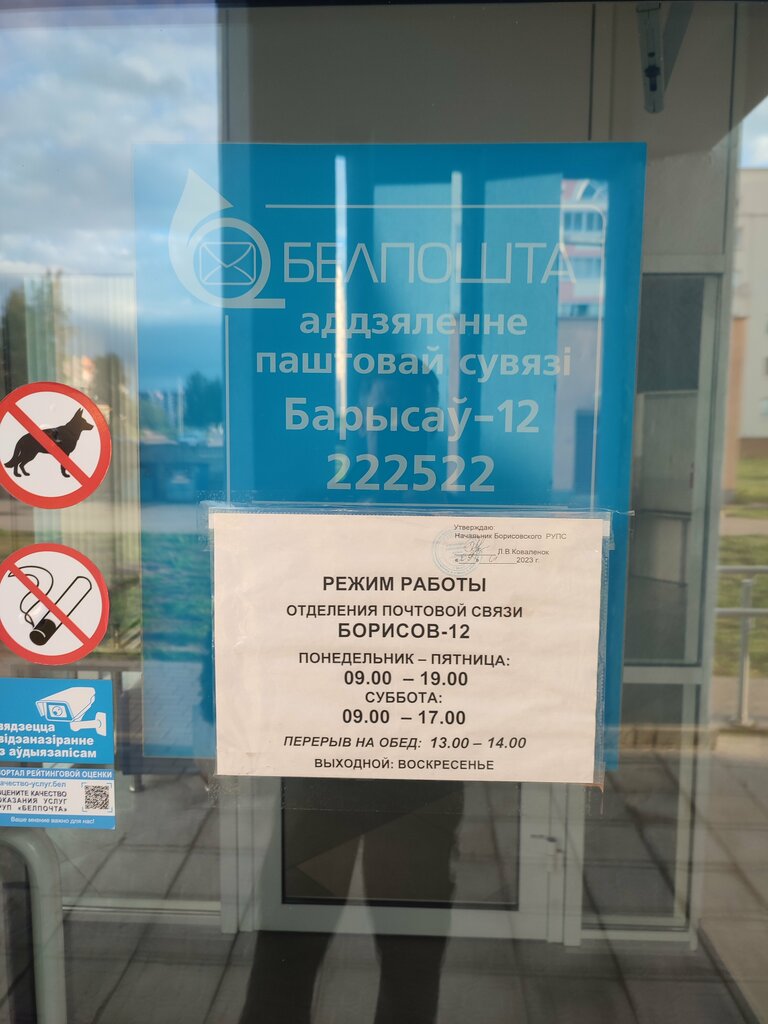 БЕЛПОШТА
аддзяленне
паштовай сувязі
Барысаў-12
222522
Утверждаю
Начальник Борисовского РУПС
Л.В.Коваленок
2023 г.
РЕЖИМ РАБОТЫ
ОТДЕЛЕНИЯ ПОЧТОВОЙ СВЯЗИ
БОРИСОВ-12
ПОНЕДЕЛЬНИК – ПЯТНИЦА:
09.00 – 19.00
СУББОТА:
09.00 – 17.00
ПЕРЕРЫВ НА ОБЕД: 13.00 – 14.00
ВЫХОДНОЙ: ВОСКРЕСЕНЬЕ
вядзецца
відэаназіранне
з аўдыязапісам
ПОРТАЛ РЕЙТИНГОВОЙ ОЦЕНКИ
качество-услуг.бел
ОЦЕНИТЕ КАЧЕСТВО
ОКАЗАНИЯ УСЛУГ
РУП «БЕЛПОЧТА»
Ваше мнение важно для нас!